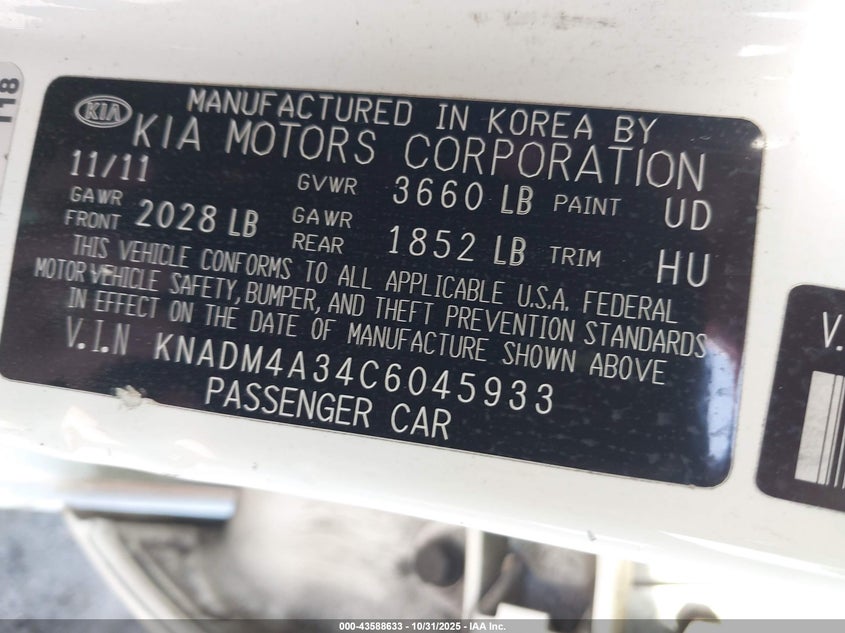 118
KIA
MANUFACTURED IN KOREA BY
KIA MOTORS CORPORATION
11/11 GVWR 3660 LB PAINT UD
GAWR FRONT 2028 LB GAWR REAR 1852 LB TRIM HU
THIS VEHICLE CONFORMS TO ALL APPLICABLE U.S.A. FEDERAL
MOTOR VEHICLE SAFETY, BUMPER, AND THEFT PREVENTION STANDARDS
IN EFFECT ON THE DATE OF MANUFACTURE SHOWN ABOVE
V.I.N KNADM4A34C6045933
PASSENGER CAR
V.
000-43588633 / 10/31/2025 - IAA Inc.